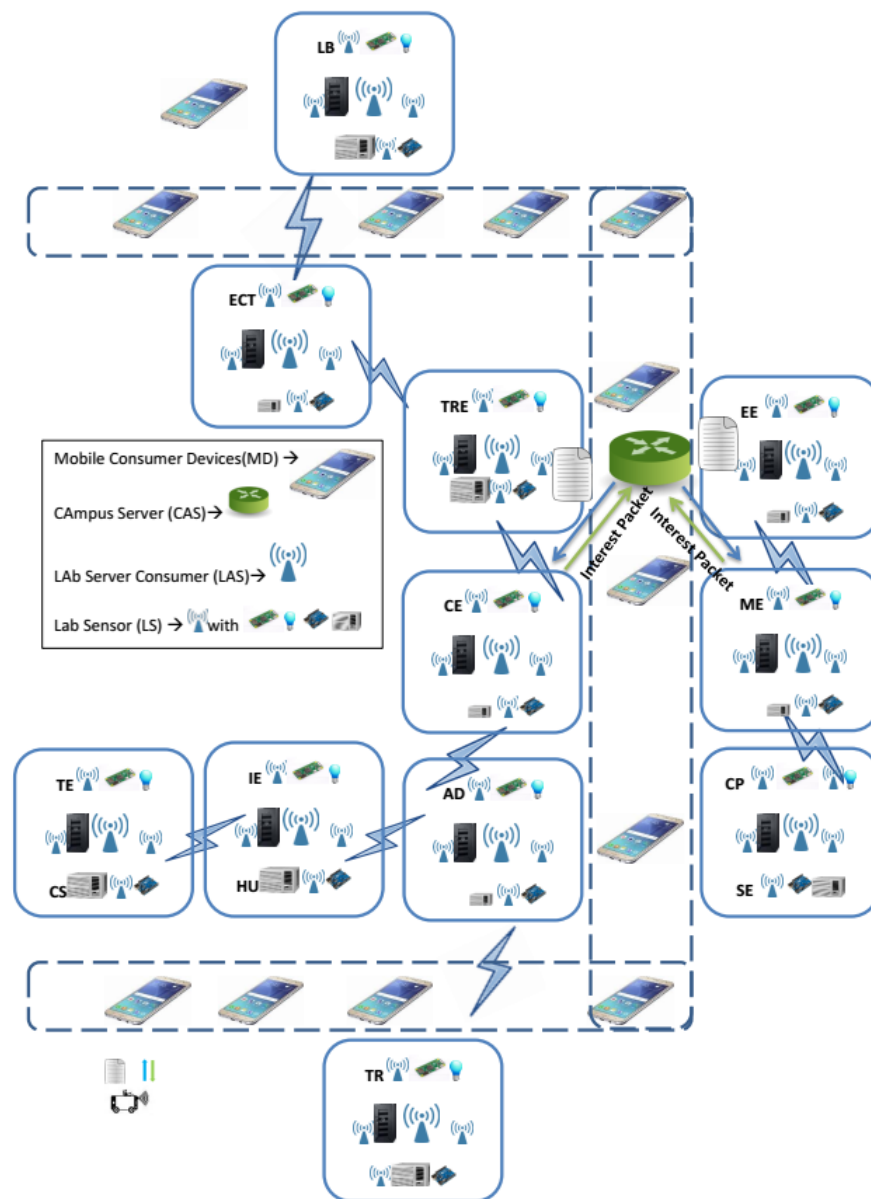 LB
ECT
TRE
EE
Mobile Consumer Devices(MD) →
CAmpus Server (CAS)→
LAb Server Consumer (LAS)→
Lab Sensor (LS) → with
Interest Packet
Interest Packet
CE
ME
TE
IE
AD
CP
CS
HU
SE
TR